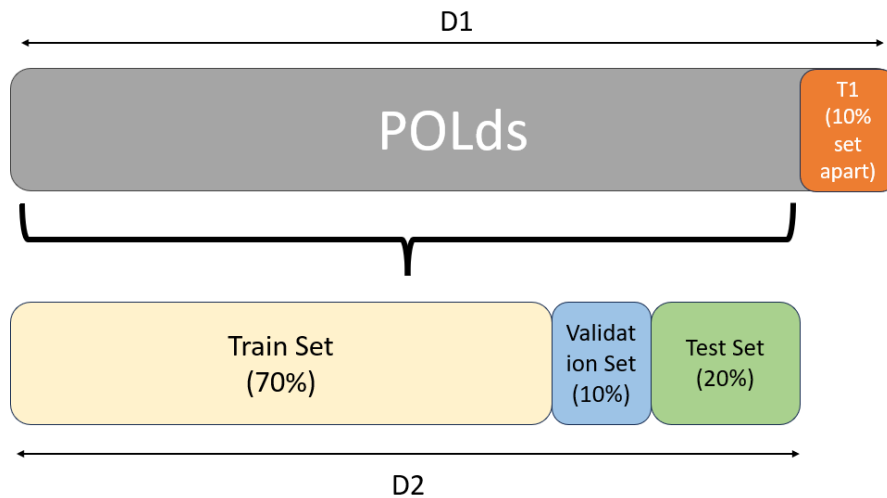 D1
POLds
T1
(10%
set
apart)
Train Set
(70%)
Validat
ion Set
(10%)
Test Set
(20%)
D2